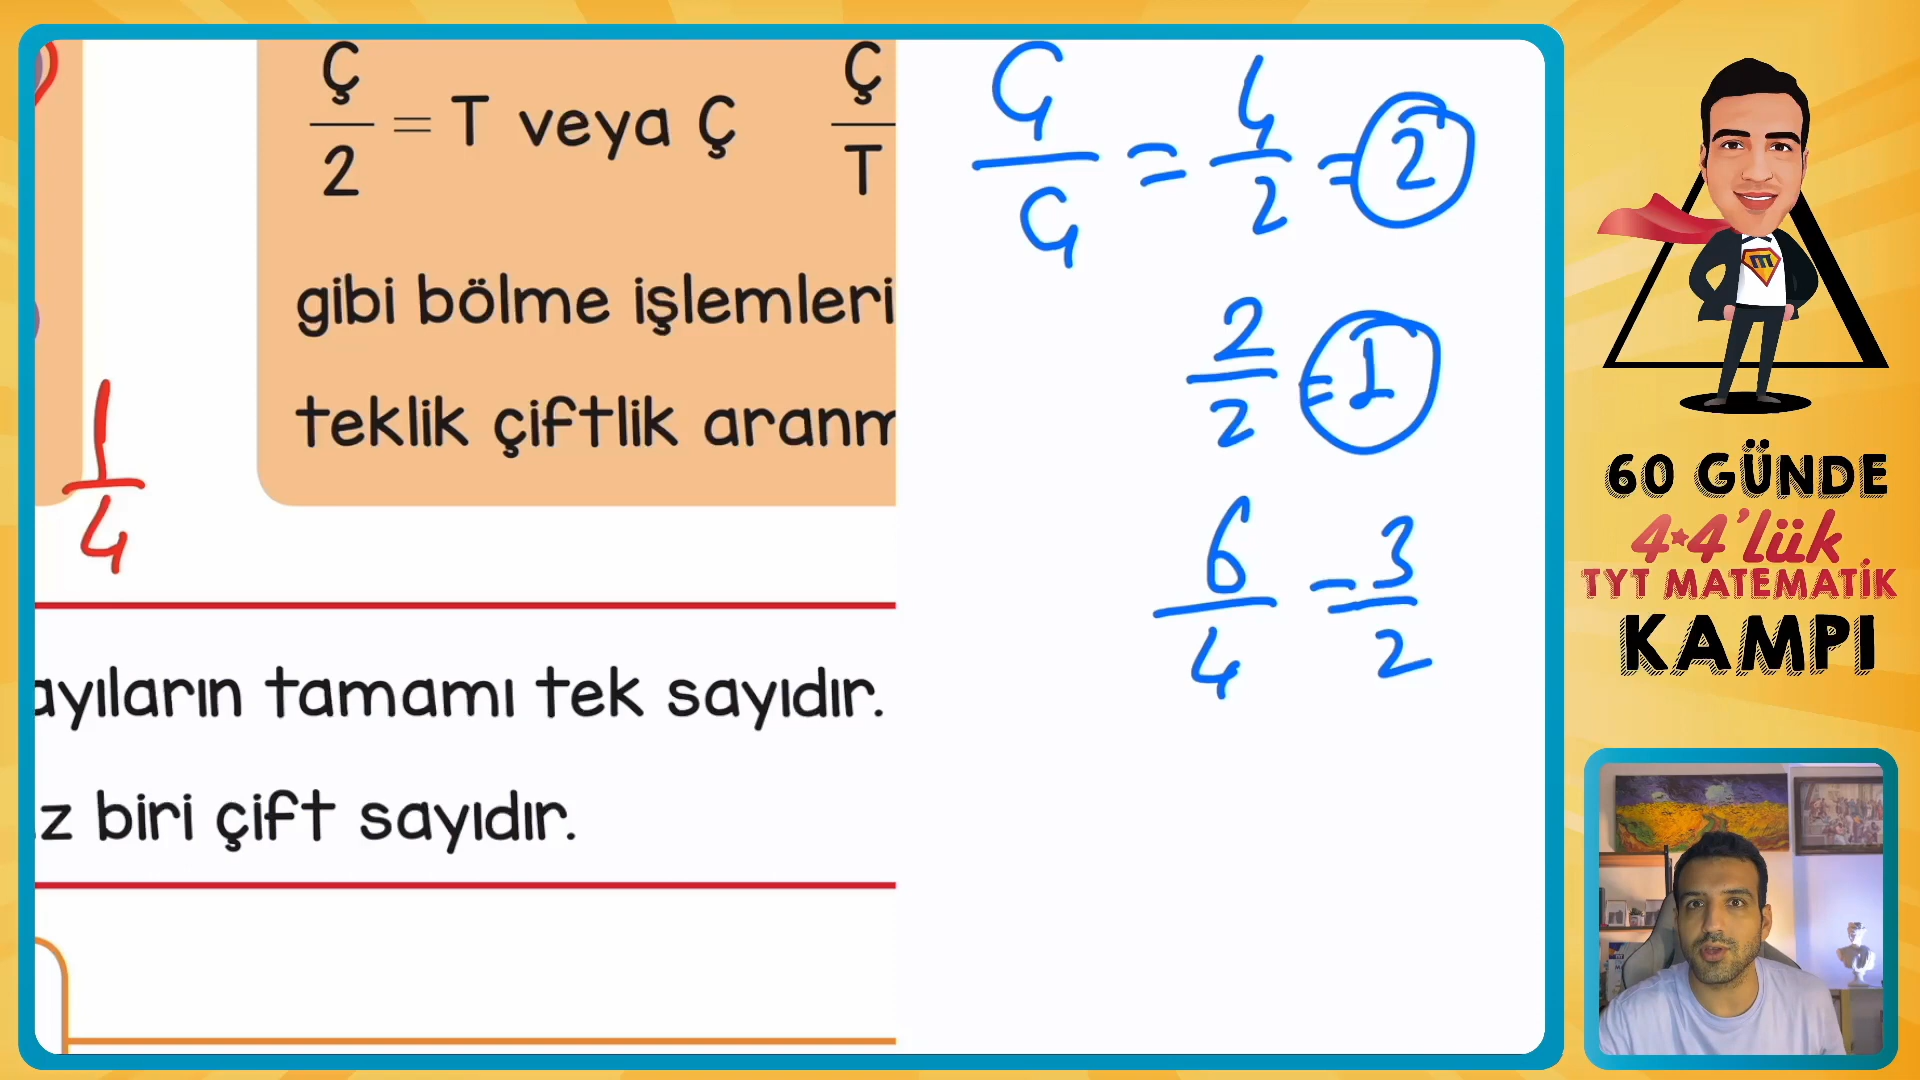 Ç/2 = T veya Ç Ç/T
gibi bölme işlemleri
teklik çiftlik aranm
1/4
ayıların tamamı tek sayıdır.
z biri çift sayıdır.
Ç/Ç = 4/2 = 2
2/2 = 1
6/4 = 3/2
m
60 GÜNDE
4★4'lük
TYT MATEMATİK
KAMPI